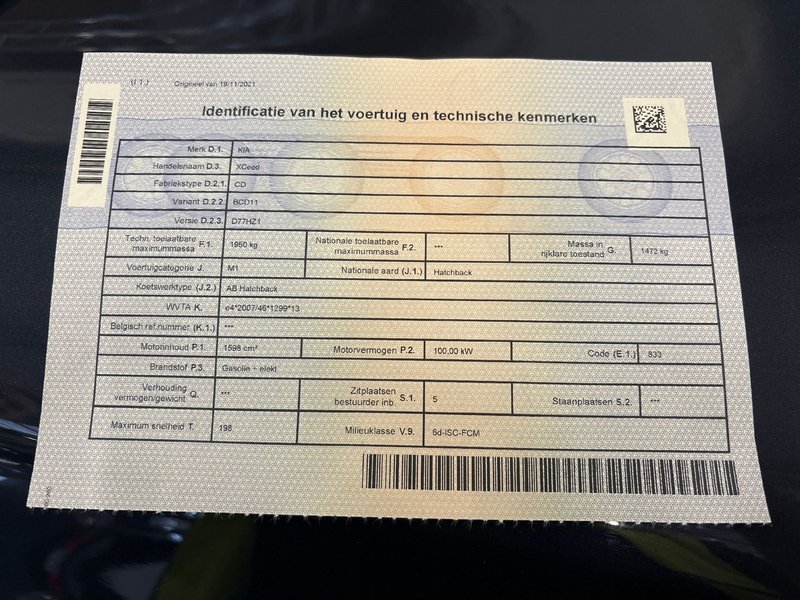 (I 1.) Origineel van 19/11/2021
Identificatie van het voertuig en technische kenmerken
Merk D.1. KIA
Handelsnaam D.3. XCeed
Fabriekstype D.2.1. CD
Variant D.2.2. BCD11
Versie D.2.3. D77HZ1
Techn. toelaatbare maximummassa F.1. 1950 kg Nationale toelaatbare maximummassa F.2. *** Massa in rijklare toestand G. 1472 kg
Voertuigcategorie J. M1 Nationale aard (J.1.) Hatchback
Koetswerktype (J.2.) AB Hatchback
WVTA K. e4*2007/46*1299*13
Belgisch ref.nummer (K.1.) ***
Motorinhoud P.1. 1598 cm³ Motorvermogen P.2. 100,00 kW Code (E.1.) 833
Brandstof P.3. Gasolie + elekt
Verhouding vermogen/gewicht Q. *** Zitplaatsen bestuurder inb. S.1. 5 Staanplaatsen S.2. ***
Maximum snelheid T. 198 Milieuklasse V.9. 6d-ISC-FCM